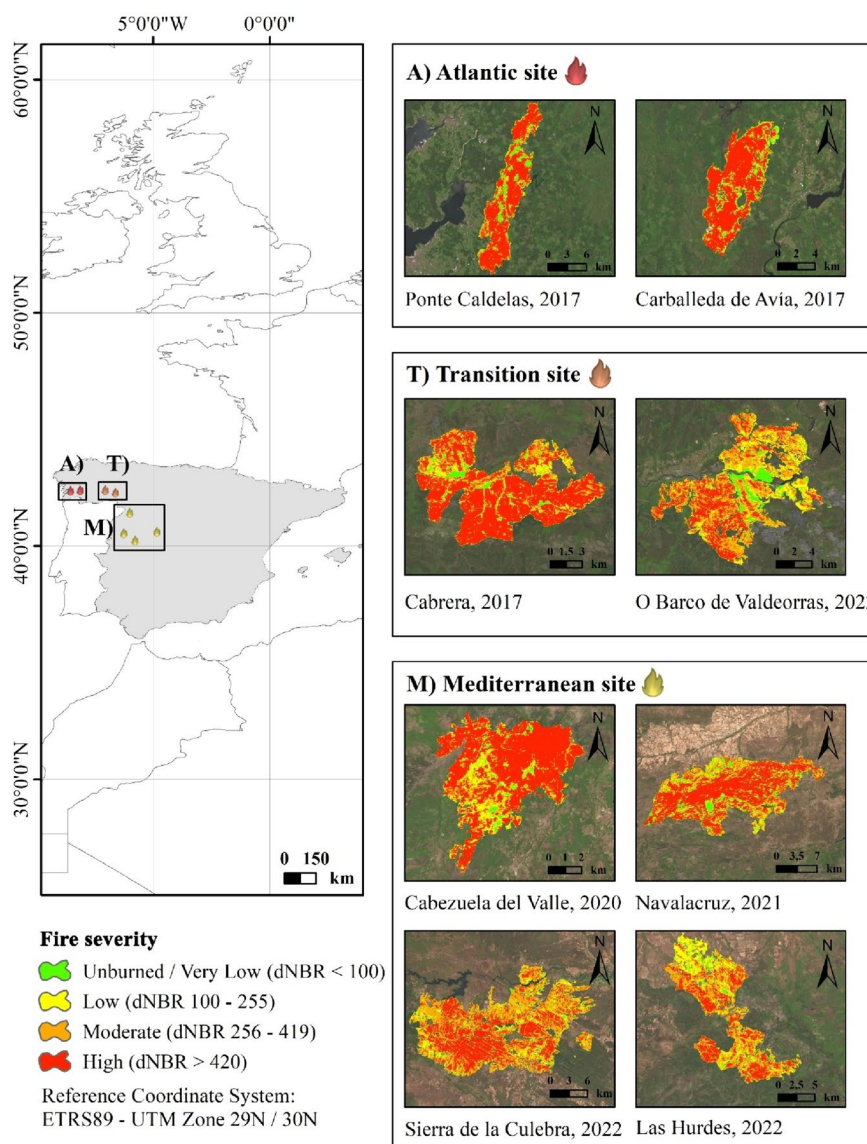 5°0'0"W 0°0'0"
60°0'0"N
50°0'0"N
40°0'0"N
30°0'0"N
A) T)
M)
0 150
km
Fire severity
Unburned / Very Low (dNBR < 100)
Low (dNBR 100 - 255)
Moderate (dNBR 256 - 419)
High (dNBR > 420)
Reference Coordinate System:
ETRS89 - UTM Zone 29N / 30N
A) Atlantic site
N N
0 3 6 0 2 4
km km
Ponte Caldelas, 2017 Carballeda de Avía, 2017
T) Transition site
N N
0 1,5 3 0 2 4
km km
Cabrera, 2017 O Barco de Valdeorras, 202
M) Mediterranean site
N N
0 1 2 0 3,5 7
km km
Cabezuela del Valle, 2020 Navalacruz, 2021
N N
0 3 6 0 2,5 5
km km
Sierra de la Culebra, 2022 Las Hurdes, 2022